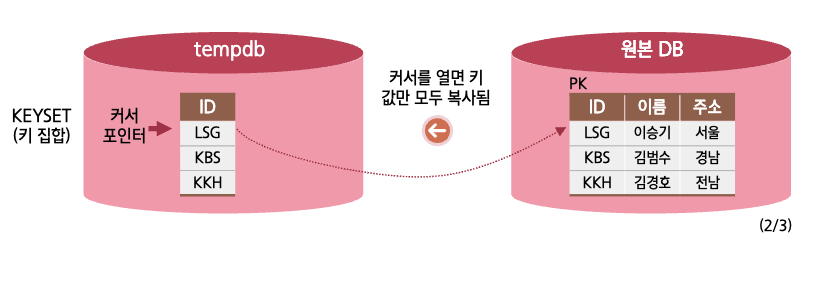 tempdb
원본 DB
커서를 열면 키
값만 모두 복사됨
KEYSET
(키 집합)
커서
포인터
ID
LSG
KBS
KKH
PK
ID 이름 주소
LSG 이승기 서울
KBS 김범수 경남
KKH 김경호 전남
(2/3)